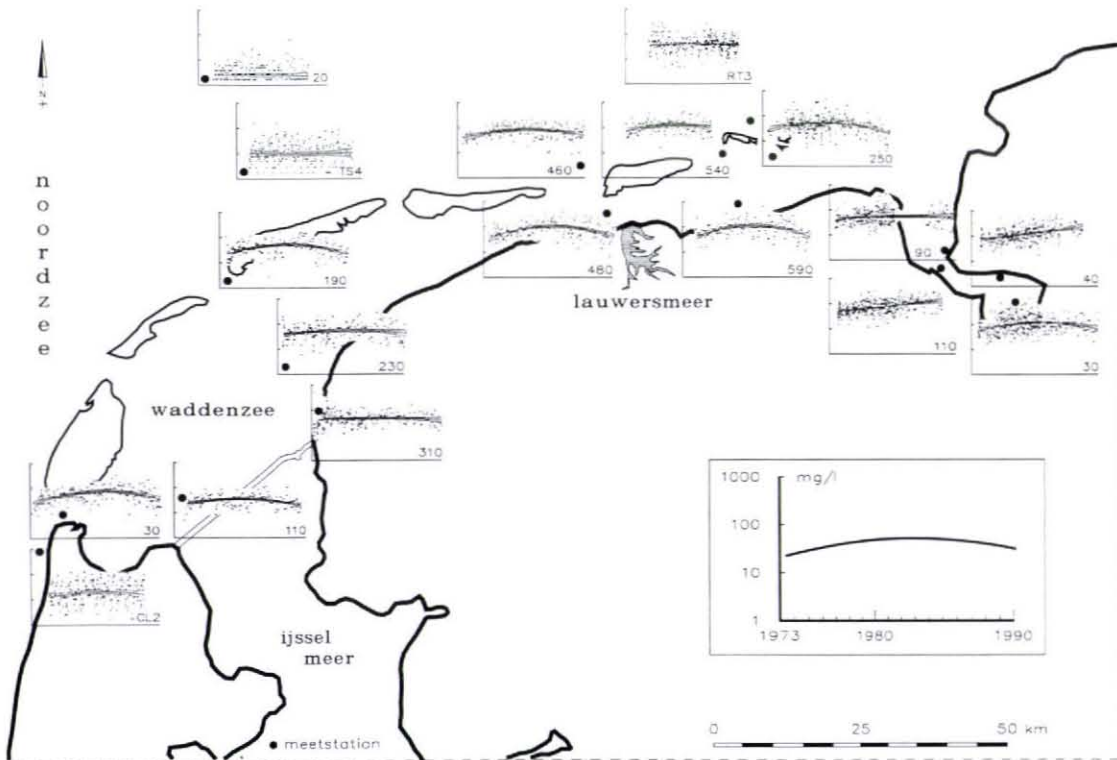 20
RT3
N
TS4
460
540
250
noordzee
190
480
590
90
40
lauwersmeer
110
30
230
waddenzee
310
30
110
-CL2
1000 mg/l
100
10
1
1973 1980 1990
ijssel
meer
0 25 50 km
meetstation